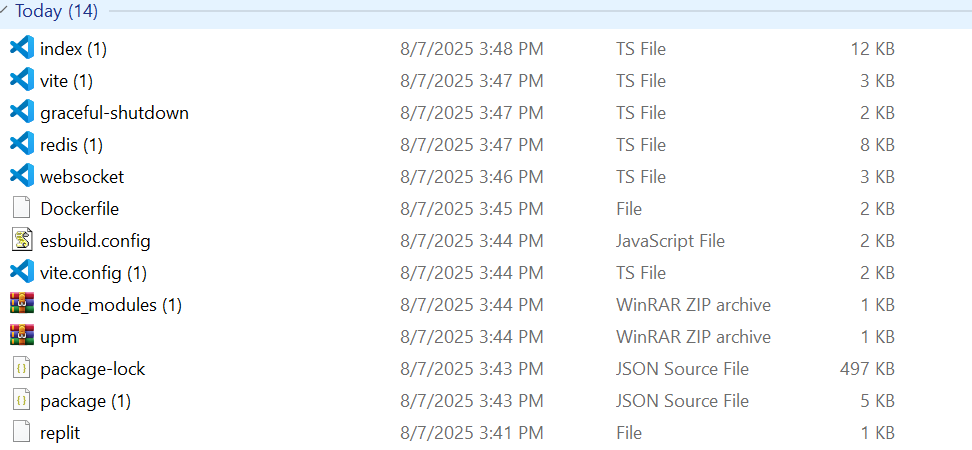 Today (14)
index (1) 8/7/2025 3:48 PM TS File 12 KB
vite (1) 8/7/2025 3:47 PM TS File 3 KB
graceful-shutdown 8/7/2025 3:47 PM TS File 2 KB
redis (1) 8/7/2025 3:47 PM TS File 8 KB
websocket 8/7/2025 3:46 PM TS File 3 KB
Dockerfile 8/7/2025 3:45 PM File 2 KB
esbuild.config 8/7/2025 3:44 PM JavaScript File 2 KB
vite.config (1) 8/7/2025 3:44 PM TS File 2 KB
node_modules (1) 8/7/2025 3:44 PM WinRAR ZIP archive 1 KB
upm 8/7/2025 3:44 PM WinRAR ZIP archive 1 KB
package-lock 8/7/2025 3:43 PM JSON Source File 497 KB
package (1) 8/7/2025 3:43 PM JSON Source File 5 KB
replit 8/7/2025 3:41 PM File 1 KB